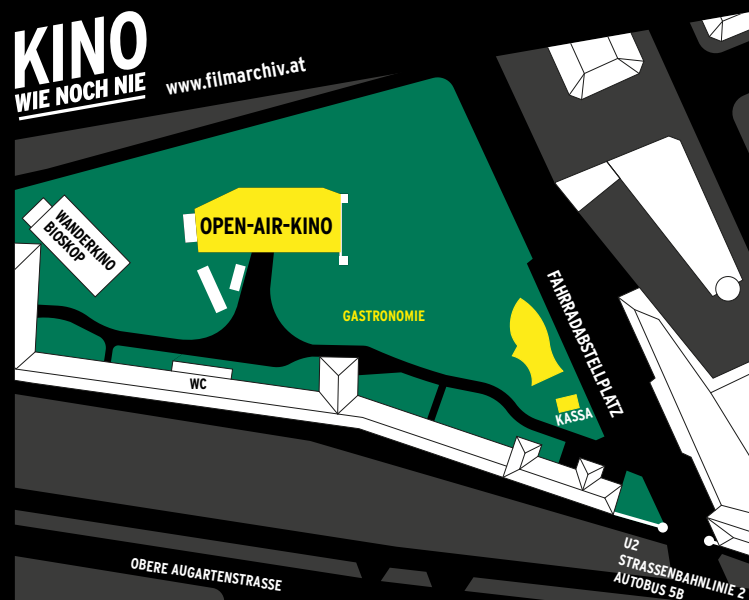 KINO
WIE NOCH NIE
www.filmarchiv.at
WANDERKINO
BIOSKOP
OPEN-AIR-KINO
GASTRONOMIE
FAHRRADABSTELLPLATZ
WC
KASSA
U2
STRASSENBAHNLINIE 2
AUTOBUS 5B
OBERE AUGARTENSTRASSE